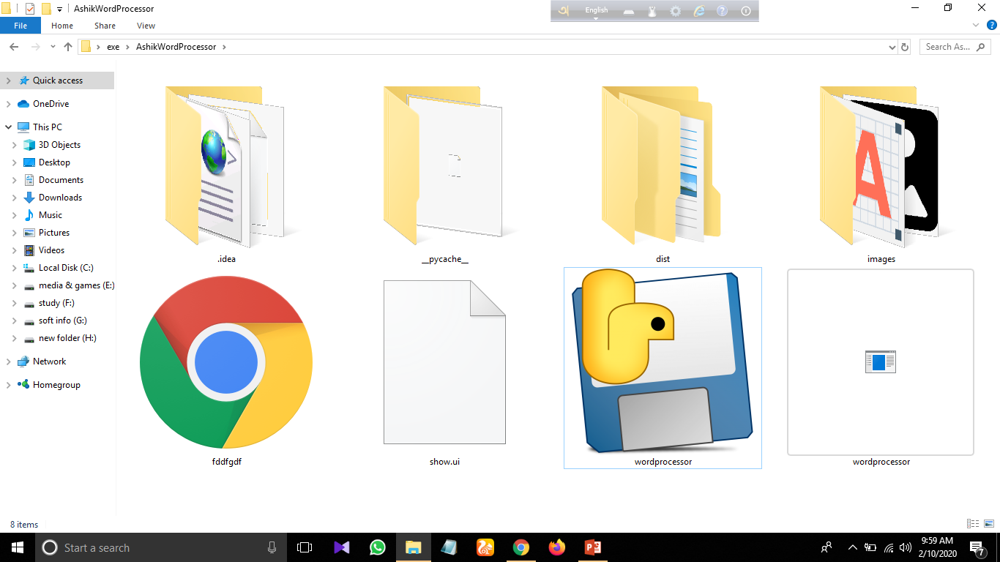 AshikWordProcessor
অ English
File Home Share View
exe AshikWordProcessor
Search As...
Quick access
OneDrive
This PC
3D Objects
Desktop
Documents
Downloads
Music
Pictures
Videos
Local Disk (C:)
media & games (E:)
study (F:)
soft info (G:)
new folder (H:)
Network
Homegroup
.idea __pycache__ dist images
fddfgdf show.ui wordprocessor wordprocessor
8 items
Start a search
9:59 AM
2/10/2020
7